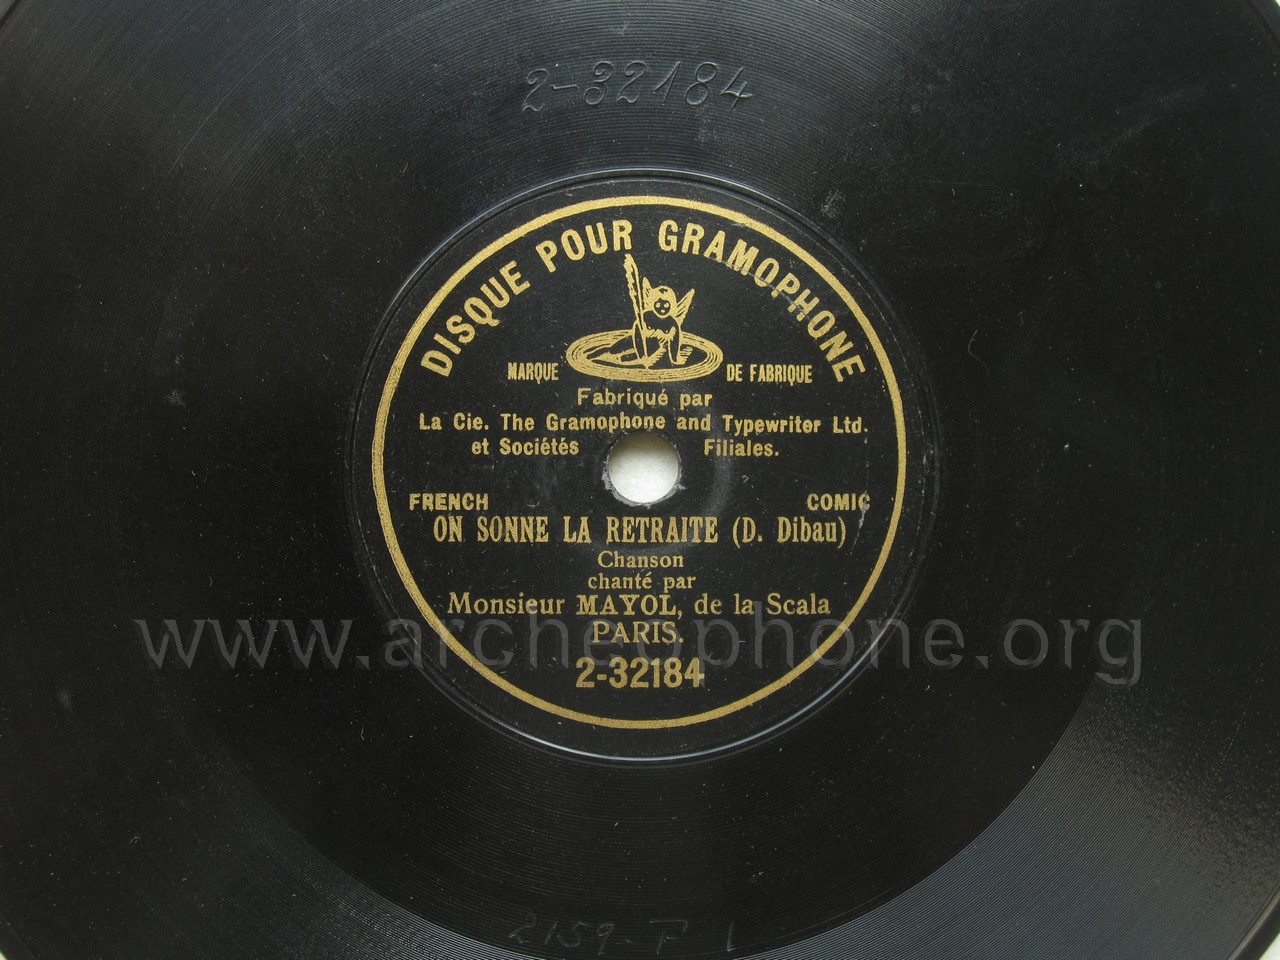 2-32184
DISQUE POUR GRAMOPHONE
MARQUE DE FABRIQUE
Fabriqué par
La Cie. The Gramophone and Typewriter Ltd.
et Sociétés Filiales.
FRENCH COMIC
ON SONNE LA RETRAITE (D. Dibau)
Chanson
chanté par
Monsieur MAYOL, de la Scala
PARIS.
www.archeophone.org
2-32184
2159-F 1